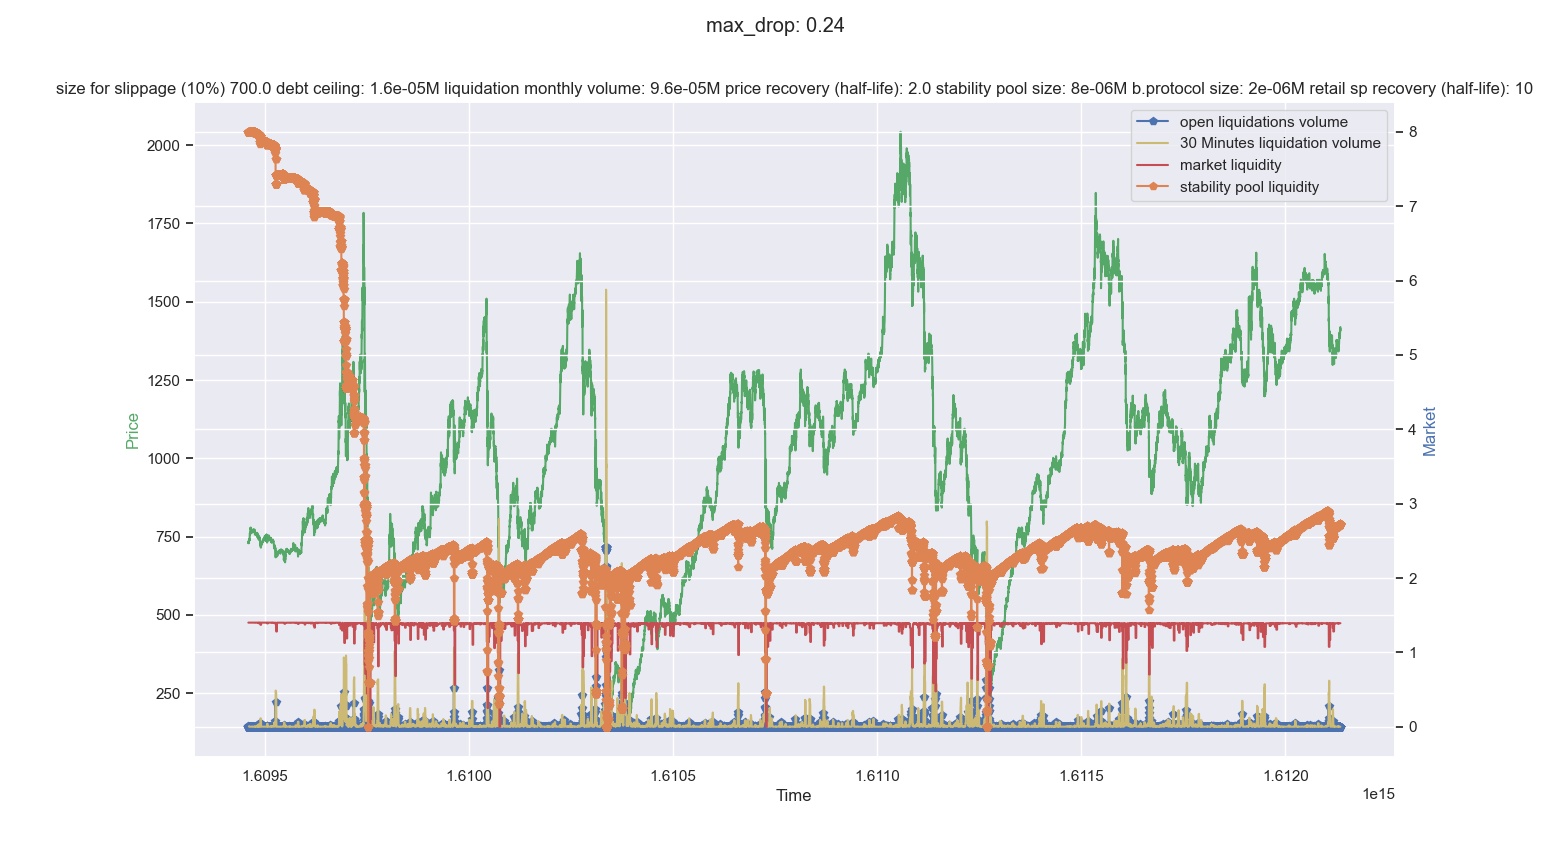 max_drop: 0.24
size for slippage (10%) 700.0 debt ceiling: 1.6e-05M liquidation monthly volume: 9.6e-05M price recovery (half-life): 2.0 stability pool size: 8e-06M b.protocol size: 2e-06M retail sp recovery (half-life): 10
open liquidations volume
30 Minutes liquidation volume
market liquidity
stability pool liquidity
2000
1750
1500
1250
1000
750
500
250
Price
8
7
6
5
4
3
2
1
0
Market
1.6095 1.6100 1.6105 1.6110 1.6115 1.6120
1e15
Time